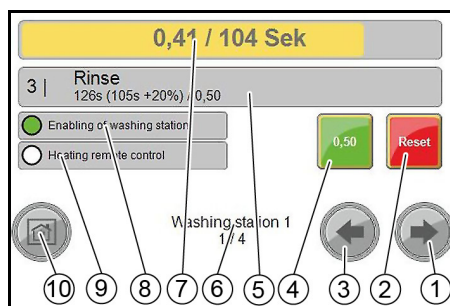 0,41 / 104 Sek
3 | Rinse
126s (105s +20%) / 0,50
Enabling of washing station
Heating remote control
0,50
Reset
Washing station 1
1 / 4
10 9 8 7 6 5 4 3 2 1